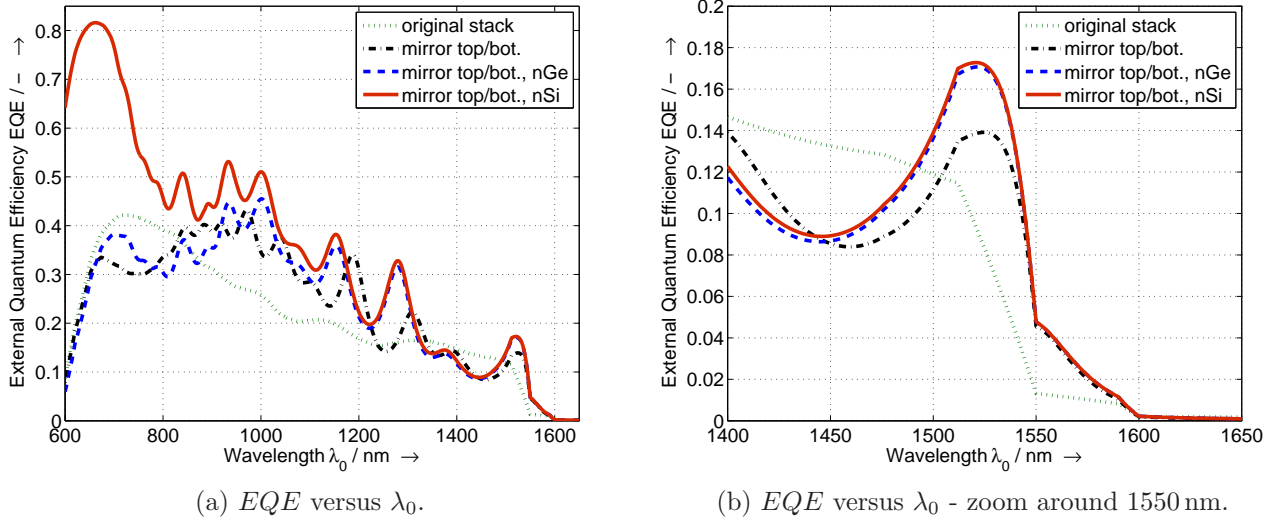 External Quantum Efficiency EQE / - →
0.8
0.7
0.6
0.5
0.4
0.3
0.2
0.1
0
600
800
1000
1200
1400
1600
Wavelength λ0 / nm →
original stack
mirror top/bot.
mirror top/bot., nGe
mirror top/bot., nSi
(a) EQE versus λ0.
External Quantum Efficiency EQE / - →
0.2
0.18
0.16
0.14
0.12
0.1
0.08
0.06
0.04
0.02
0
1400
1450
1500
1550
1600
1650
Wavelength λ0 / nm →
original stack
mirror top/bot.
mirror top/bot., nGe
mirror top/bot., nSi
(b) EQE versus λ0 - zoom around 1550 nm.